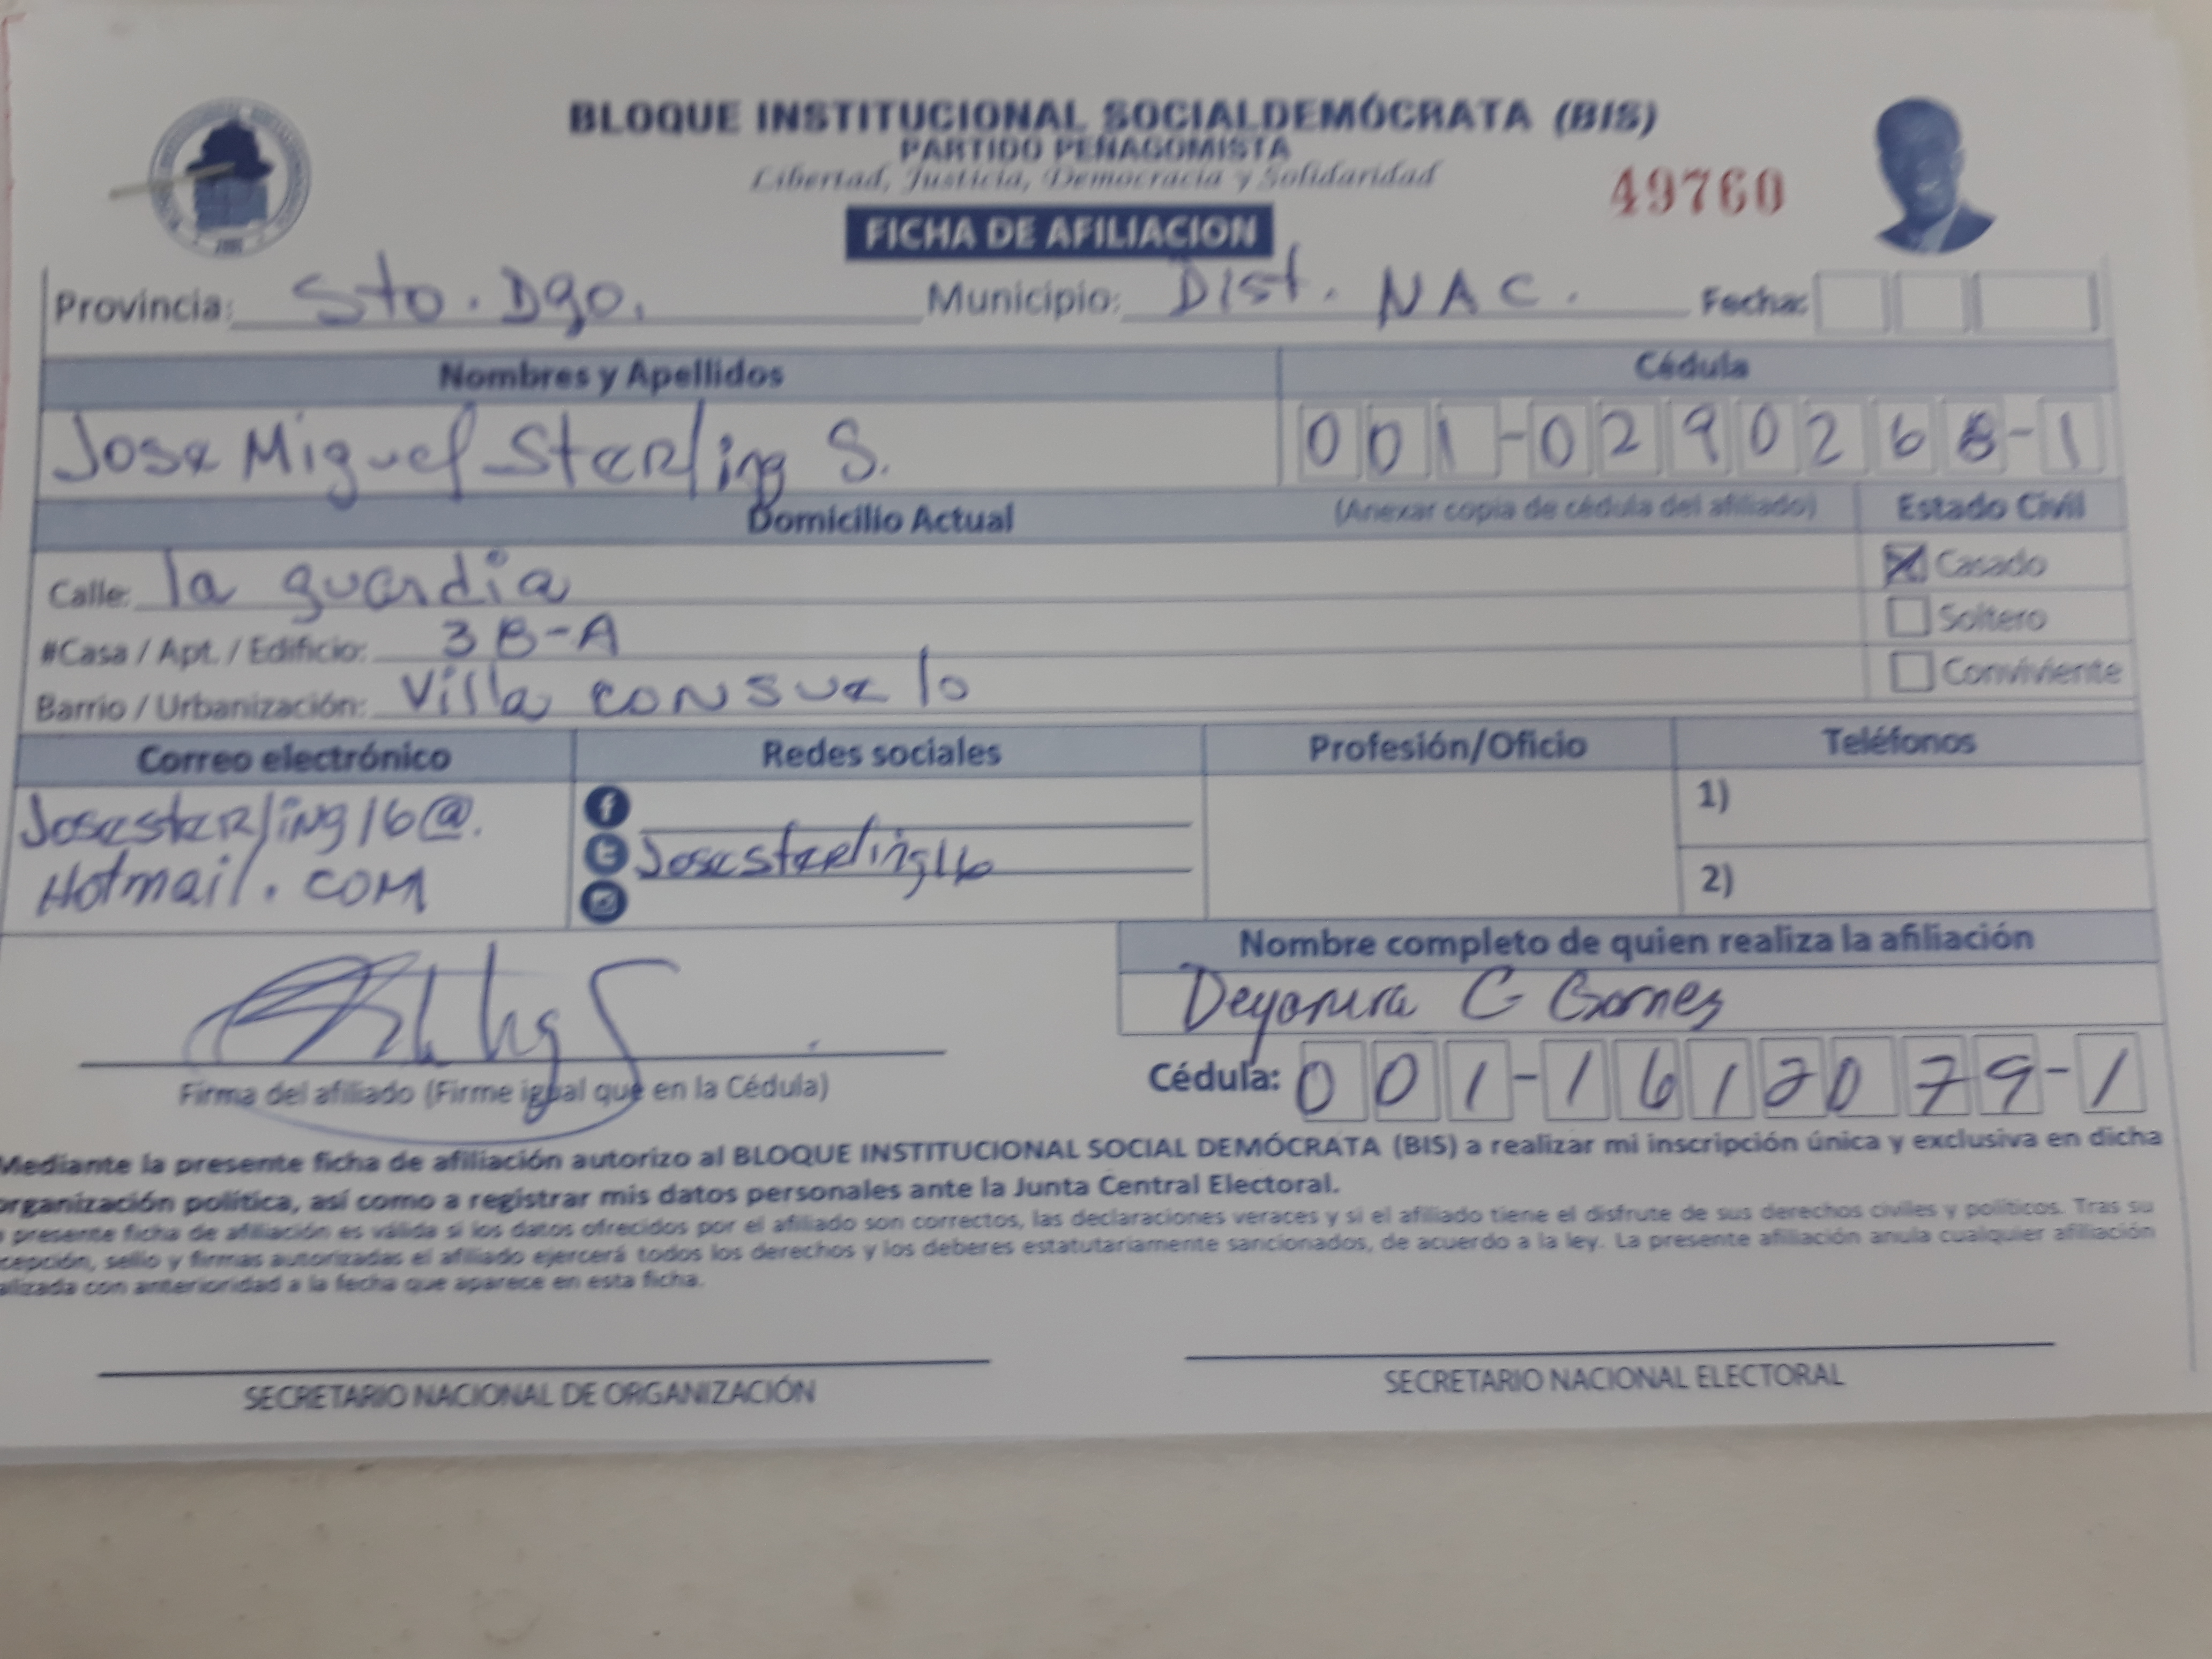 BLOQUE INSTITUCIONAL SOCIALDEMÓCRATA (BIS)
PARTIDO PEÑAGOMISTA
Libertad, Justicia, Democracia y Solidaridad
49760
FICHA DE AFILIACION
Provincia: Sto. Dgo. Municipio: Dist. NAC. Fecha:
Nombres y Apellidos Cédula
Jose Miguel Sterling S. 001-0290268-1
Domicilio Actual (Anexar copia de cédula del afiliado) Estado Civil
Calle: la guardia Casado
#Casa / Apt. / Edificio: 3B-A Soltero
Barrio / Urbanización: Villa consuelo Conviviente
Correo electrónico Redes sociales Profesión/Oficio Teléfonos
Josesterling16@. 1)
Hotmail.com Josesterling16 2)
Nombre completo de quien realiza la afiliación
Deyanira C
Cédula: 001-1612079-1
Firma del afiliado (Firme igual que en la Cédula)
Mediante la presente ficha de afiliación autorizo al BLOQUE INSTITUCIONAL SOCIAL DEMÓCRATA (BIS) a realizar mi inscripción única y exclusiva en dicha
organización política, así como a registrar mis datos personales ante la Junta Central Electoral.
presente ficha de afiliación es válida si los datos ofrecidos por el afiliado son correctos, las declaraciones veraces y si el afiliado tiene el disfrute de sus derechos civiles y políticos. Tras su
cepción, sello y firmas autorizadas el afiliado ejercerá todos los derechos y los deberes estatutariamente sancionados, de acuerdo a la ley. La presente afiliación anula cualquier afiliación
alizada con anterioridad a la fecha que aparece en esta ficha.
SECRETARIO NACIONAL DE ORGANIZACIÓN SECRETARIO NACIONAL ELECTORAL